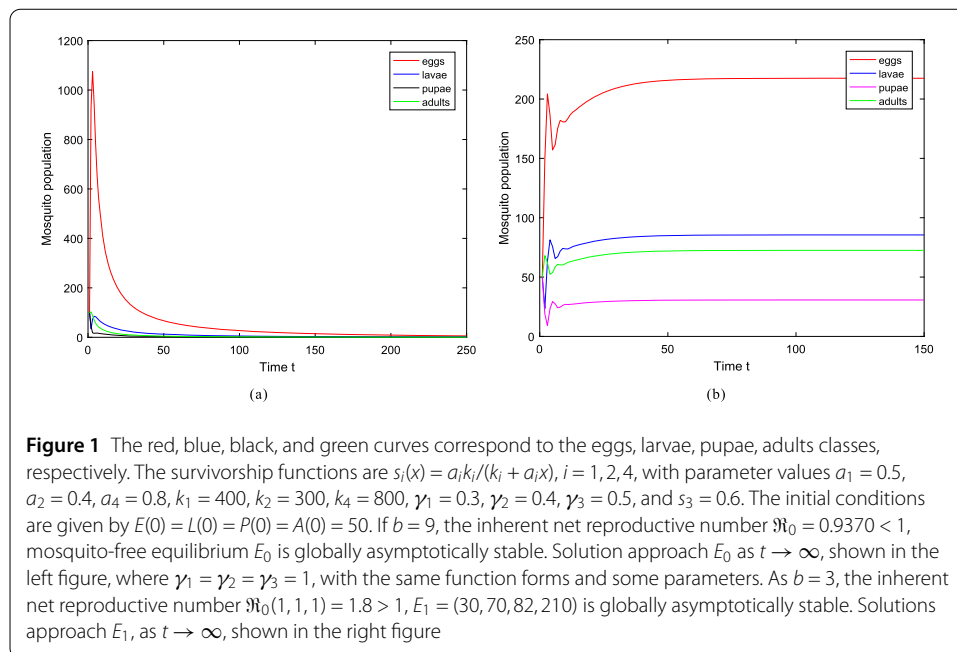 1200
1000
800
600
400
200
0
Mosquito population
eggs
lavae
pupae
adults
0 50 100 150 200 250
Time t
(a)
250
200
150
100
50
0
Mosquito population
eggs
lavae
pupae
adults
0 50 100 150
Time t
(b)
Figure 1 The red, blue, black, and green curves correspond to the eggs, larvae, pupae, adults classes,
respectively. The survivorship functions are sᵢ(x) = aᵢkᵢ/(kᵢ + aᵢx), i = 1, 2, 4, with parameter values a₁ = 0.5,
a₂ = 0.4, a₄ = 0.8, k₁ = 400, k₂ = 300, k₄ = 800, γ₁ = 0.3, γ₂ = 0.4, γ₃ = 0.5, and s₃ = 0.6. The initial conditions
are given by E(0) = L(0) = P(0) = A(0) = 50. If b = 9, the inherent net reproductive number ℜ₀ = 0.9370 < 1,
mosquito-free equilibrium E₀ is globally asymptotically stable. Solution approach E₀ as t → ∞, shown in the
left figure, where γ₁ = γ₂ = γ₃ = 1, with the same function forms and some parameters. As b = 3, the inherent
net reproductive number ℜ₀(1, 1, 1) = 1.8 > 1, E₁ = (30, 70, 82, 210) is globally asymptotically stable. Solutions
approach E₁, as t → ∞, shown in the right figure